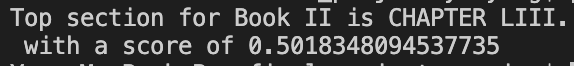 Top section for Book II is CHAPTER LIII.
with a score of 0.5018348094537735